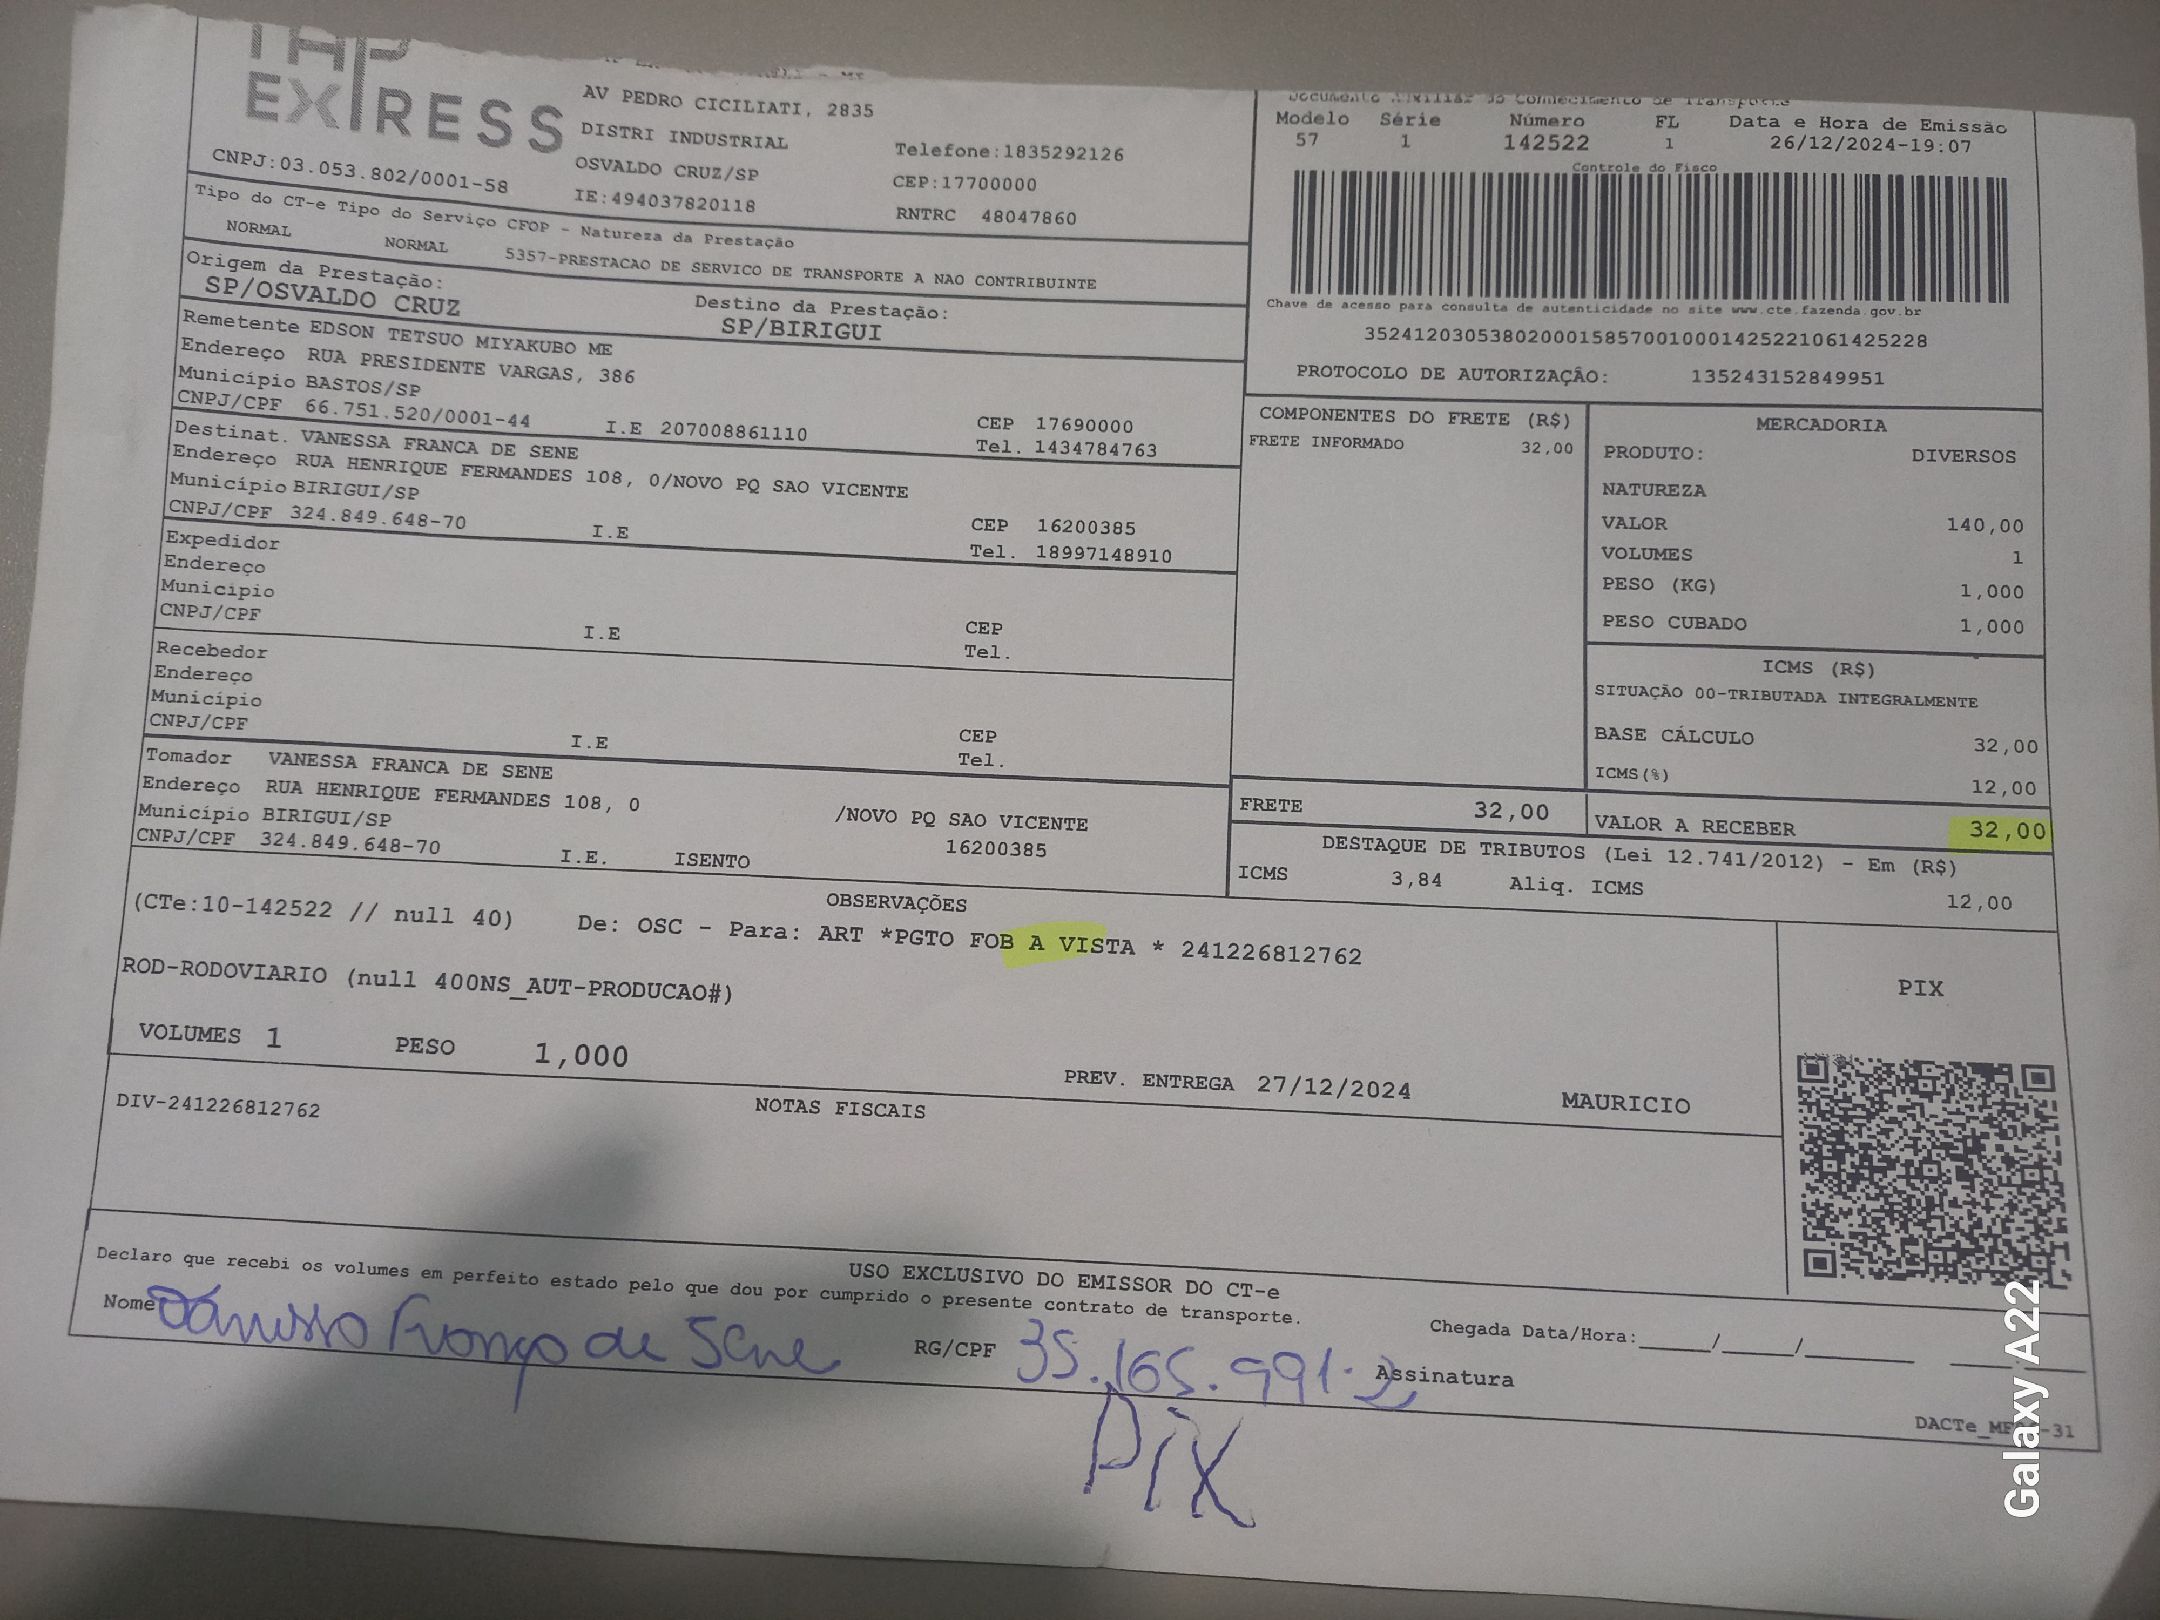 TAP
EXPRESS
AV PEDRO CICILIATI, 2835
DISTRI INDUSTRIAL
Telefone:1835292126
OSVALDO CRUZ/SP
CEP:17700000
CNPJ:03.053.802/0001-58
IE:494037820118
RNTRC 48047860
Documento Auxiliar do Conhecimento de Transporte
Modelo Série Número FL Data e Hora de Emissão
57 1 142522 1 26/12/2024-19:07
Controle do Fisco
Chave de acesso para consulta de autenticidade no site www.cte.fazenda.gov.br
35241203053802000158570010001425221061425228
PROTOCOLO DE AUTORIZAÇÃO: 135243152849951
Tipo do CT-e Tipo do Serviço CFOP - Natureza da Prestação
NORMAL NORMAL 5357-PRESTACAO DE SERVICO DE TRANSPORTE A NAO CONTRIBUINTE
Origem da Prestação: Destino da Prestação:
SP/OSVALDO CRUZ SP/BIRIGUI
Remetente EDSON TETSUO MIYAKUBO ME
Endereço RUA PRESIDENTE VARGAS, 386
Município BASTOS/SP CEP 17690000
CNPJ/CPF 66.751.520/0001-44 I.E 207008861110 Tel. 1434784763
Destinat. VANESSA FRANCA DE SENE
Endereço RUA HENRIQUE FERMANDES 108, 0/NOVO PQ SAO VICENTE
Município BIRIGUI/SP CEP 16200385
CNPJ/CPF 324.849.648-70 I.E Tel. 18997148910
Expedidor
Endereço
Municipio CEP
CNPJ/CPF I.E Tel.
Recebedor
Endereço
Município CEP
CNPJ/CPF I.E Tel.
Tomador VANESSA FRANCA DE SENE
Endereço RUA HENRIQUE FERMANDES 108, 0 /NOVO PQ SAO VICENTE
Município BIRIGUI/SP 16200385
CNPJ/CPF 324.849.648-70 I.E. ISENTO
COMPONENTES DO FRETE (R$)
FRETE INFORMADO 32,00
MERCADORIA
PRODUTO: DIVERSOS
NATUREZA
VALOR 140,00
VOLUMES 1
PESO (KG) 1,000
PESO CUBADO 1,000
ICMS (R$)
SITUAÇÃO 00-TRIBUTADA INTEGRALMENTE
BASE CÁLCULO 32,00
ICMS(%) 12,00
FRETE 32,00 VALOR A RECEBER 32,00
DESTAQUE DE TRIBUTOS (Lei 12.741/2012) - Em (R$)
ICMS 3,84 Aliq. ICMS 12,00
OBSERVAÇÕES
(CTe:10-142522 // null 40) De: OSC - Para: ART *PGTO FOB A VISTA * 241226812762
ROD-RODOVIARIO (null 400NS_AUT-PRODUCAO#)
PIX
VOLUMES 1 PESO 1,000 PREV. ENTREGA 27/12/2024 MAURICIO
DIV-241226812762 NOTAS FISCAIS
USO EXCLUSIVO DO EMISSOR DO CT-e
Declaro que recebi os volumes em perfeito estado pelo que dou por cumprido o presente contrato de transporte.
Nome Vanessa França de Sene RG/CPF 35.165.991-2 Assinatura
Chegada Data/Hora:_____/_____/_______
Pix
Galaxy A22